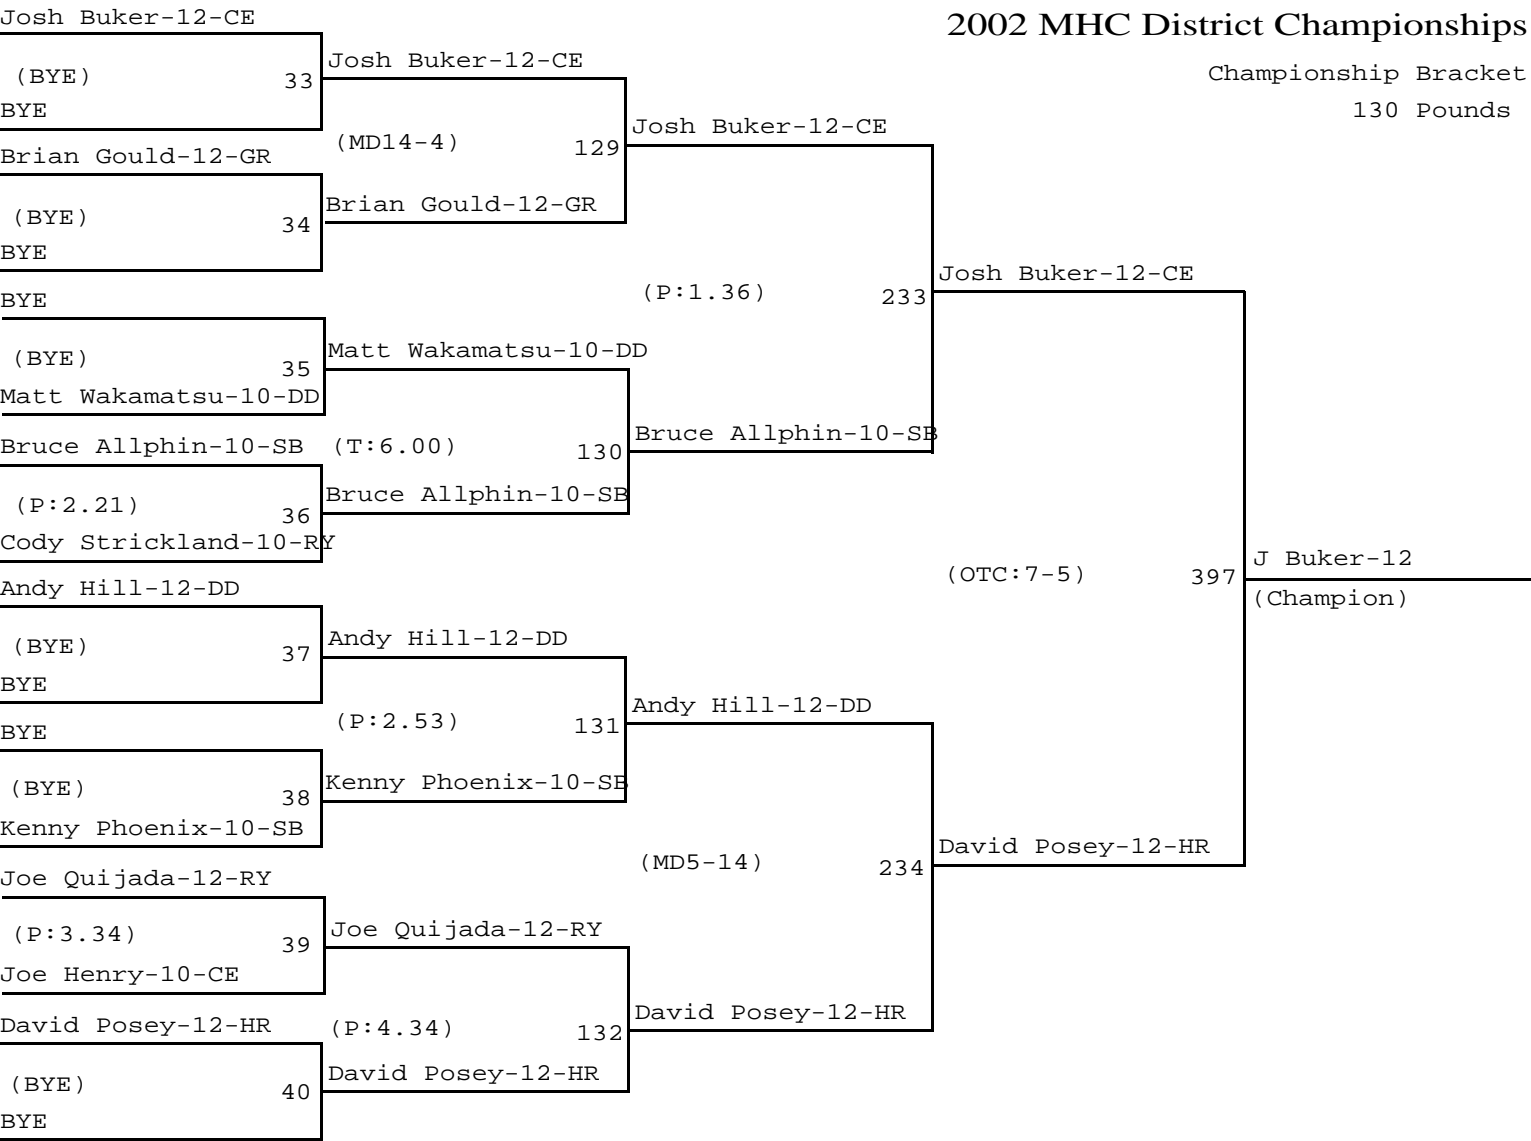 2002 MHC District Championships
Championship Bracket
130 Pounds
Josh Buker-12-CE
(BYE)
33
BYE
Brian Gould-12-GR
(BYE)
34
BYE
BYE
(BYE)
35
Matt Wakamatsu-10-DD
Bruce Allphin-10-SB
(P:2.21)
36
Cody Strickland-10-RY
Andy Hill-12-DD
(BYE)
37
BYE
BYE
(BYE)
38
Kenny Phoenix-10-SB
Joe Quijada-12-RY
(P:3.34)
39
Joe Henry-10-CE
David Posey-12-HR
(BYE)
40
BYE
Josh Buker-12-CE
(MD14-4)
129
Brian Gould-12-GR
Matt Wakamatsu-10-DD
(T:6.00)
130
Bruce Allphin-10-SB
Andy Hill-12-DD
(P:2.53)
131
Kenny Phoenix-10-SB
Joe Quijada-12-RY
(P:4.34)
132
David Posey-12-HR
Josh Buker-12-CE
(P:1.36)
233
Bruce Allphin-10-SB
Andy Hill-12-DD
(MD5-14)
234
David Posey-12-HR
Josh Buker-12-CE
(OTC:7-5)
397
David Posey-12-HR
J Buker-12
(Champion)